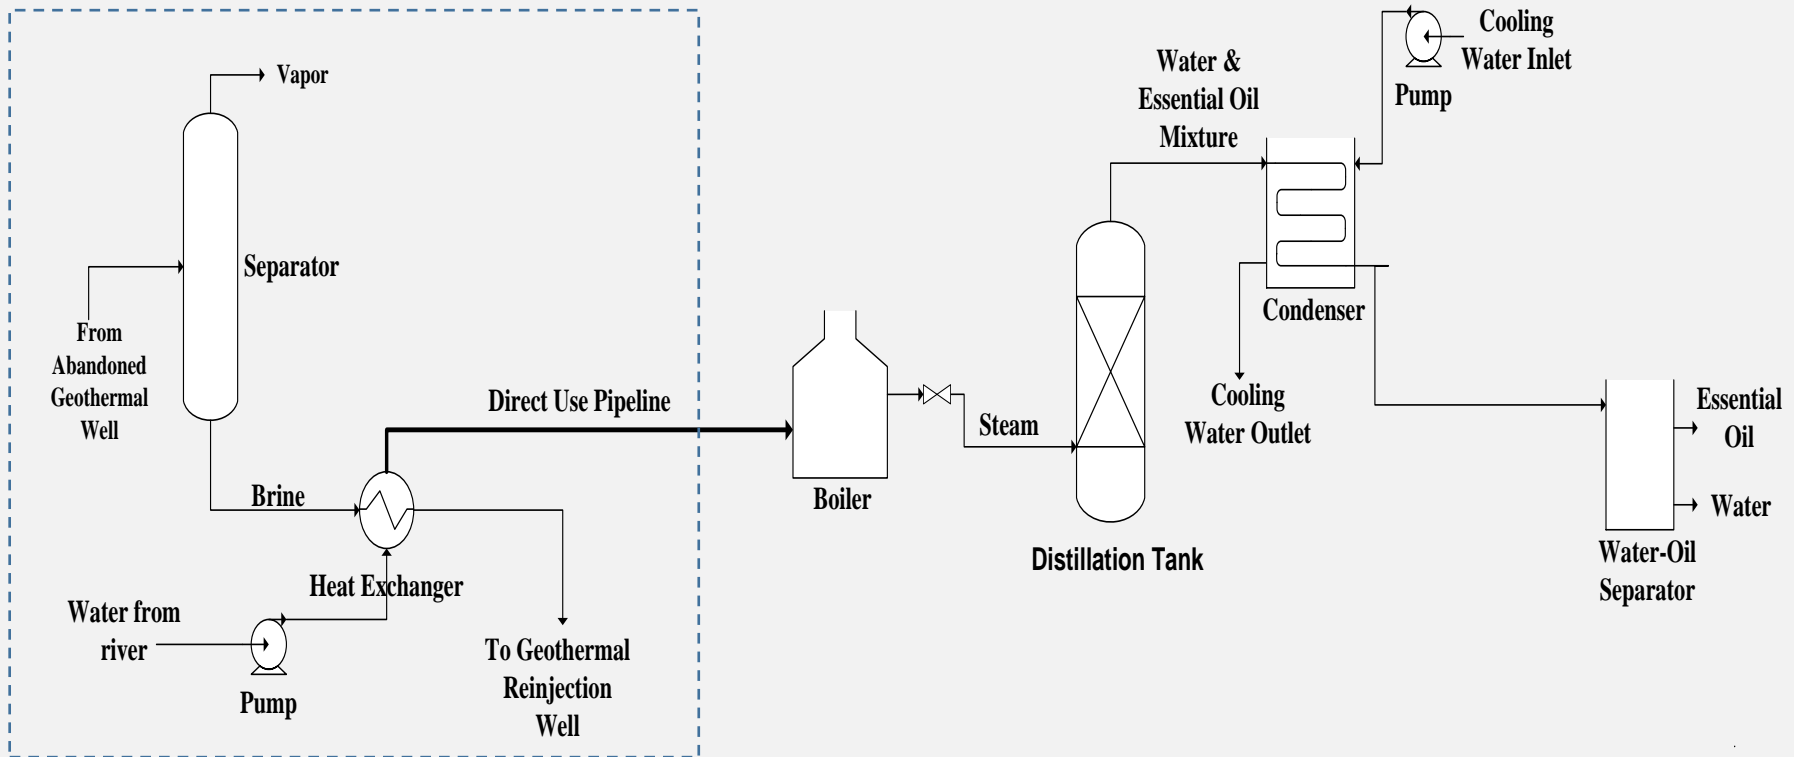 Vapor
Separator
From
Abandoned
Geothermal
Well
Brine
Heat Exchanger
Water from
river
Pump
To Geothermal
Reinjection
Well
Direct Use Pipeline
Boiler
Steam
Distillation Tank
Water &
Essential Oil
Mixture
Cooling
Water Inlet
Pump
Condenser
Cooling
Water Outlet
Essential
Oil
Water
Water-Oil
Separator